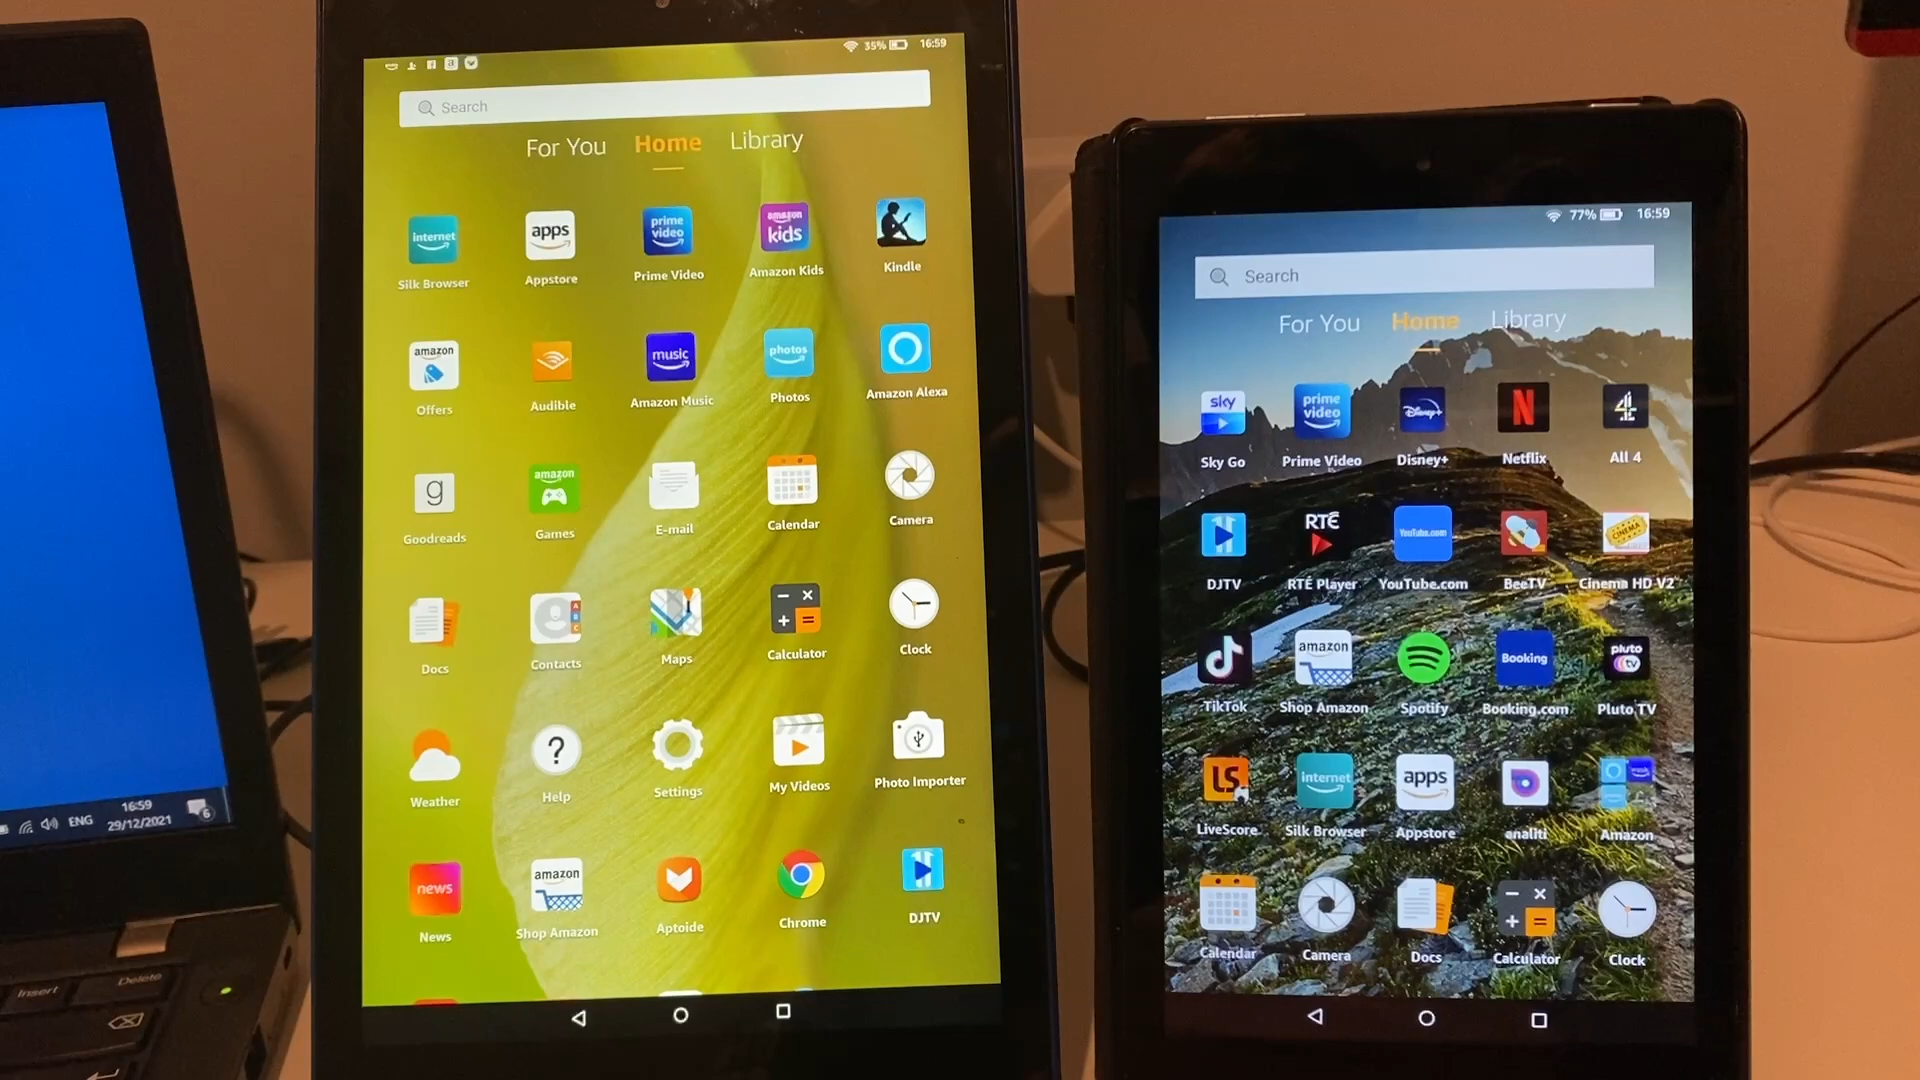 16:59
ENG
29/12/2021
6
Insert
Delete
35%
16:59
Search
For You
Home
Library
internet
Silk Browser
apps
Appstore
prime
video
Prime Video
amazon
kids
Amazon Kids
Kindle
amazon
Offers
Audible
music
Amazon Music
photos
Photos
Amazon Alexa
g
Goodreads
amazon
Games
E-mail
Calendar
Camera
Docs
A
B
C
Contacts
Maps
Calculator
Clock
Weather
?
Help
Settings
My Videos
Photo Importer
news
News
amazon
Shop Amazon
Aptoide
Chrome
DJTV
77%
16:59
Search
For You
Home
Library
sky
Sky Go
prime
video
Prime Video
Disney+
Disney+
N
Netflix
4
All 4
DJTV
RTÉ
RTÉ Player
YouTube.com
YouTube.com
BeeTV
CINEMA
Cinema HD V2
TikTok
amazon
Shop Amazon
Spotify
Booking
Booking.com
pluto
tv
Pluto TV
LS
LiveScore
internet
Silk Browser
apps
Appstore
analiti
music
Amazon
Calendar
Camera
Docs
Calculator
Clock